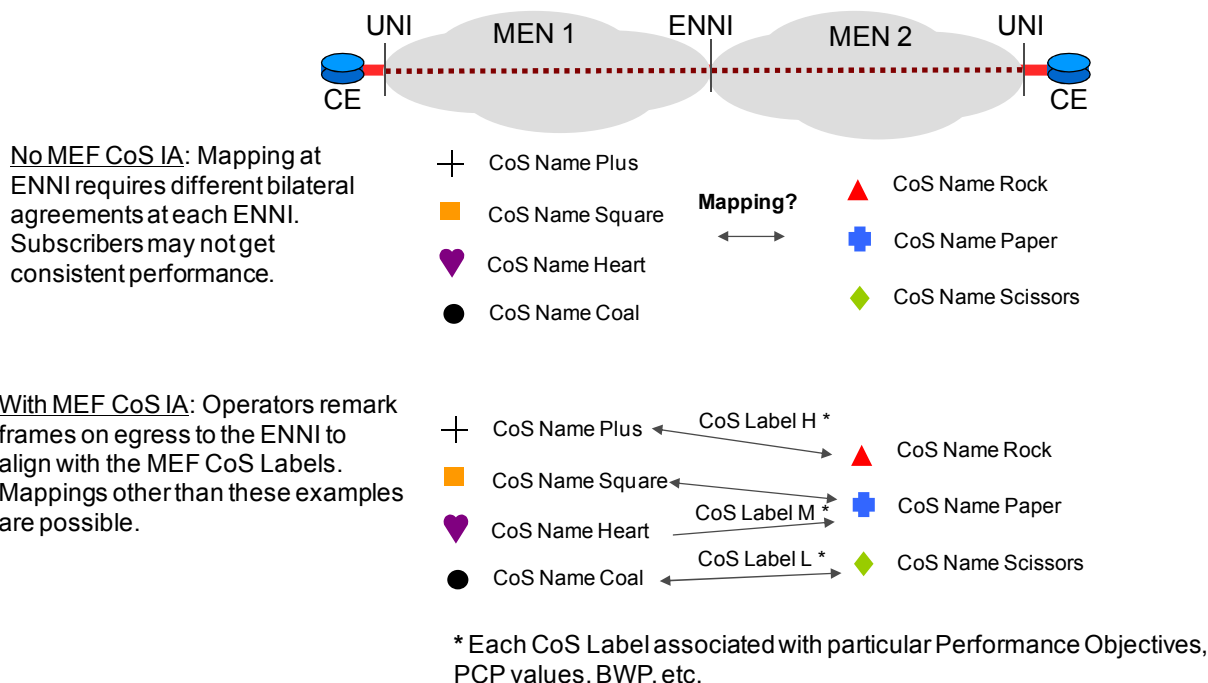 UNI
MEN 1
ENNI
MEN 2
UNI
CE
CE
No MEF CoS IA: Mapping at
ENNI requires different bilateral
agreements at each ENNI.
Subscribers may not get
consistent performance.
CoS Name Plus
CoS Name Square
CoS Name Heart
CoS Name Coal
Mapping?
CoS Name Rock
CoS Name Paper
CoS Name Scissors
With MEF CoS IA: Operators remark
frames on egress to the ENNI to
align with the MEF CoS Labels.
Mappings other than these examples
are possible.
CoS Name Plus
CoS Name Square
CoS Name Heart
CoS Name Coal
CoS Label H *
CoS Label M *
CoS Label L *
CoS Name Rock
CoS Name Paper
CoS Name Scissors
* Each CoS Label associated with particular Performance Objectives,
PCP values, BWP, etc.